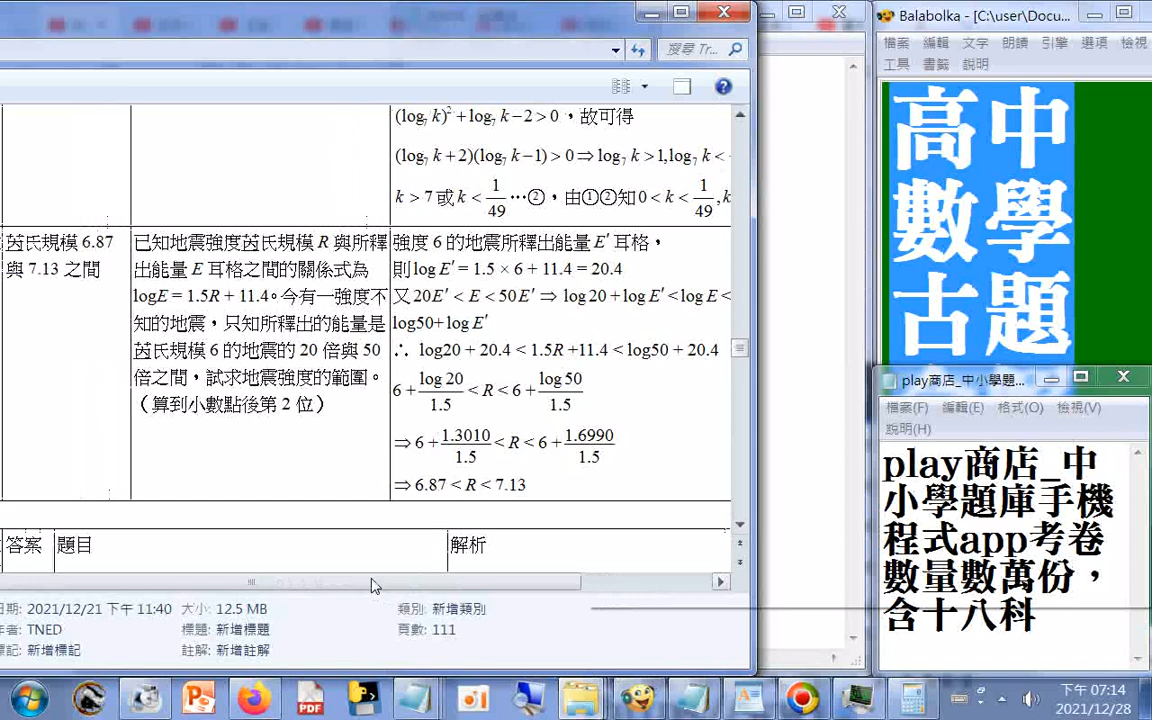 搜尋 Tr...
(log₇ k)² + log₇ k − 2 > 0，故可得
(log₇ k + 2)(log₇ k − 1) > 0 ⇒ log₇ k > 1, log₇ k < -
k > 7 或 k < 1/49 …②，由①②知 0 < k < 1/49, k
芮氏規模 6.87
與 7.13 之間
已知地震強度芮氏規模 R 與所釋
出能量 E 耳格之間的關係式為
logE = 1.5R + 11.4。今有一強度不
知的地震，只知所釋出的能量是
芮氏規模 6 的地震的 20 倍與 50
倍之間，試求地震強度的範圍。
（算到小數點後第 2 位）
強度 6 的地震所釋出能量 E′ 耳格，
則 log E′ = 1.5 × 6 + 11.4 = 20.4
又 20E′ < E < 50E′ ⇒ log 20 + log E′ < log E <
log50 + log E′
∴ log20 + 20.4 < 1.5R + 11.4 < log50 + 20.4
6 + log 20/1.5 < R < 6 + log 50/1.5
⇒ 6 + 1.3010/1.5 < R < 6 + 1.6990/1.5
⇒ 6.87 < R < 7.13
答案 題目 解析
日期: 2021/12/21 下午 11:40 大小: 12.5 MB 類別: 新增類別
者: TNED 標題: 新增標題 頁數: 111
記: 新增標記 註解: 新增註解
Balabolka - [C:\user\Docu...
檔案 編輯 文字 朗讀 引擎 選項 檢視
工具 書籤 說明
高中
數學
古題
play商店_中小學題...
檔案(F) 編輯(E) 格式(O) 檢視(V)
說明(H)
play商店_中
小學題庫手機
程式app考卷
數量數萬份，
含十八科
下午 07:14
2021/12/28